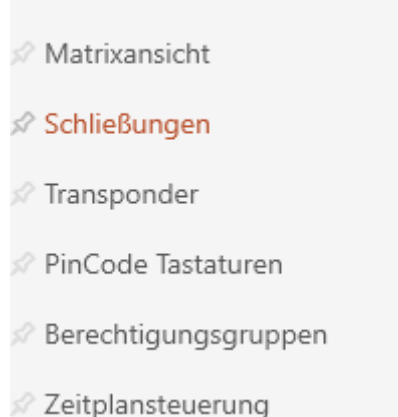 Matrixansicht
Schließungen
Transponder
PinCode Tastaturen
Berechtigungsgruppen
Zeitplansteuerung